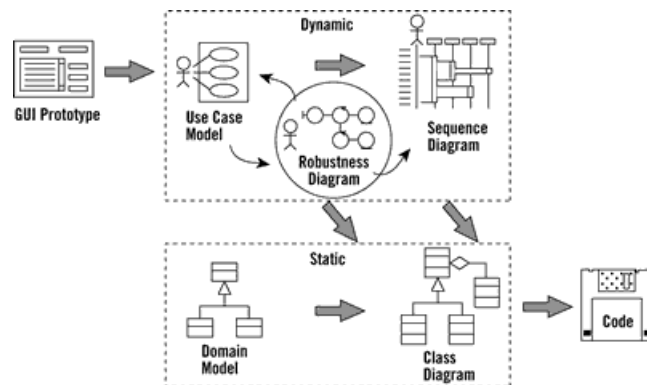 Dynamic
GUI Prototype
Use Case
Model
Robustness
Diagram
Sequence
Diagram
Static
Domain
Model
Class
Diagram
Code